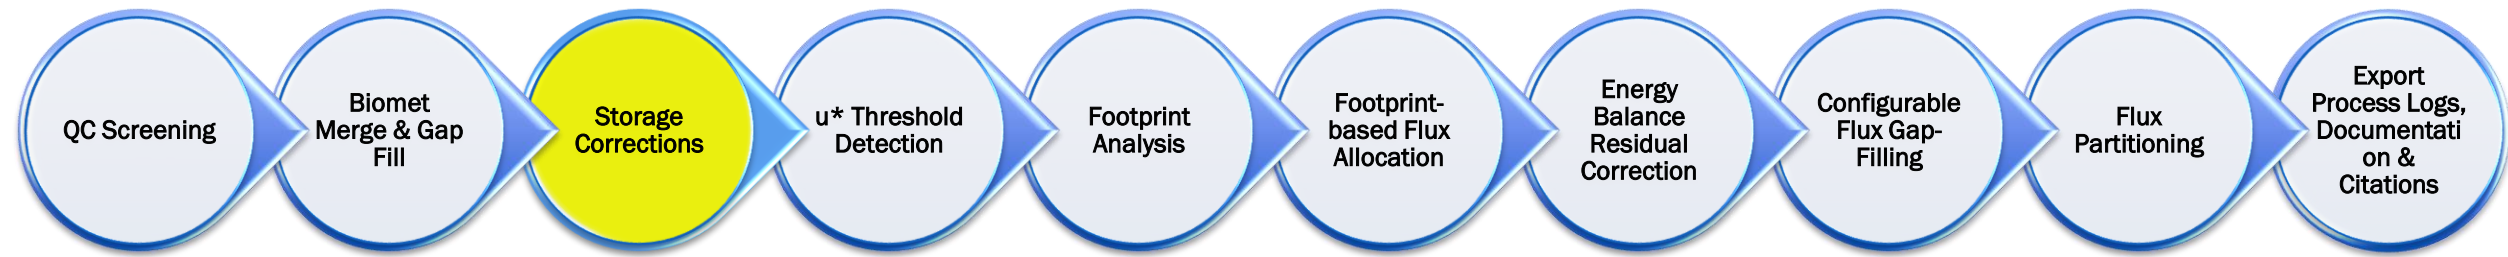 QC Screening
Biomet
Merge & Gap
Fill
Storage
Corrections
u* Threshold
Detection
Footprint
Analysis
Footprint-
based Flux
Allocation
Energy
Balance
Residual
Correction
Configurable
Flux Gap-
Filling
Flux
Partitioning
Export
Process Logs,
Documentati
on &
Citations